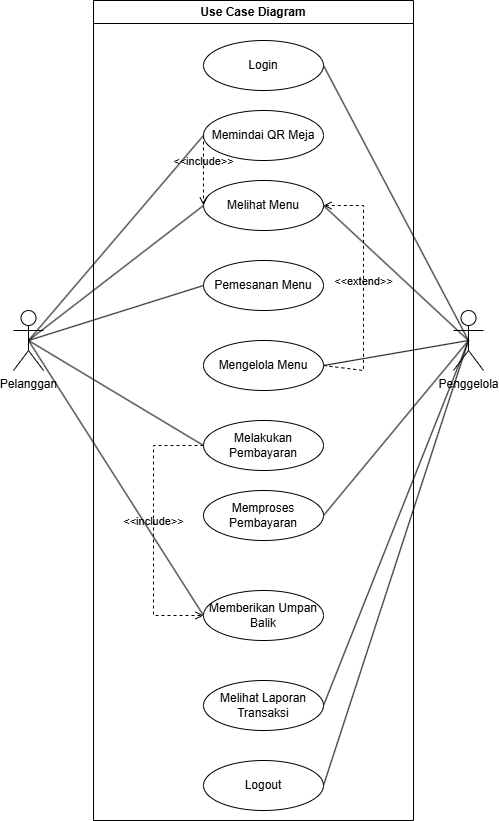 Use Case Diagram
Login
Memindai QR Meja
<<include>>
Melihat Menu
Pemesanan Menu
<<extend>>
Mengelola Menu
Pelanggan
Penggelola
Melakukan
Pembayaran
Memproses
Pembayaran
<<include>>
Memberikan Umpan
Balik
Melihat Laporan
Transaksi
Logout